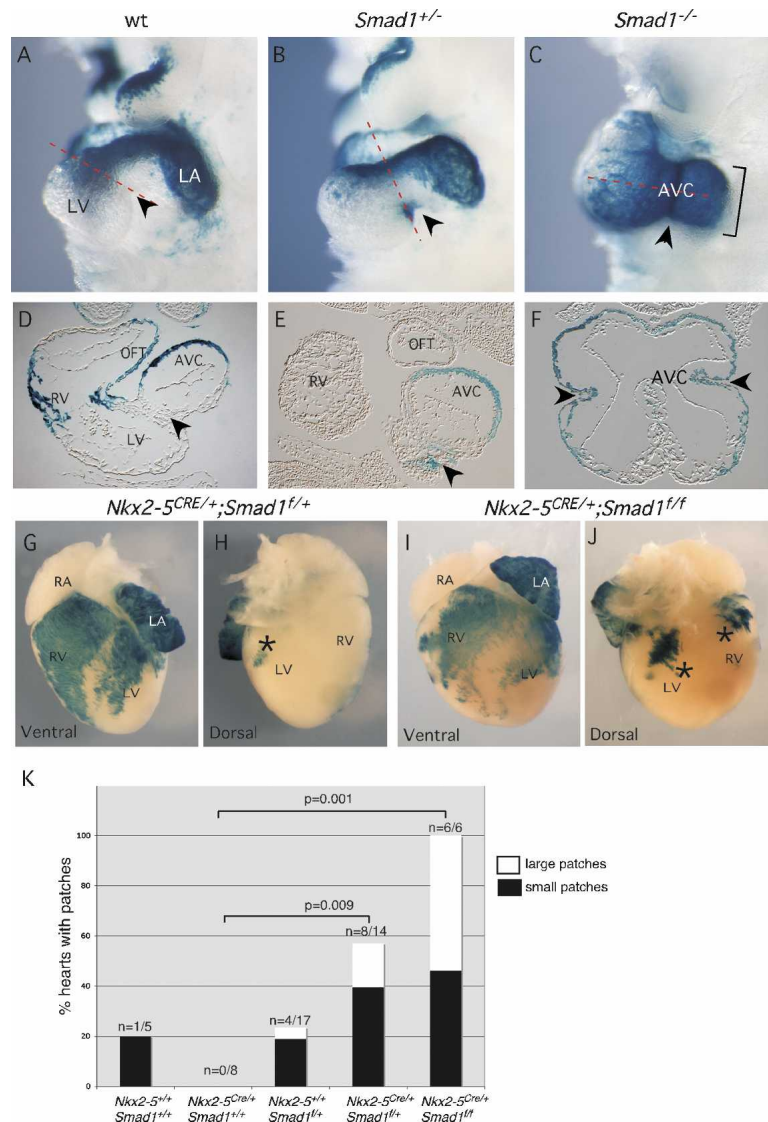 wt Smad1+/- Smad1-/-
A B C
LV LA AVC
D E F
OFT AVC RV LV
RV OFT AVC
AVC
Nkx2-5CRE/+;Smad1f/+ Nkx2-5CRE/+;Smad1f/f
G H I J
RA LA RV LV Ventral
* RV LV Dorsal
RA LA RV LV Ventral
* * LV RV Dorsal
K
p=0.001
n=6/6
100
large patches
small patches
p=0.009
n=8/14
% hearts with patches
80
60
40
20
0
n=1/5
n=0/8
n=4/17
Nkx2-5+/+ Nkx2-5Cre/+ Nkx2-5+/+ Nkx2-5Cre/+ Nkx2-5Cre/+
Smad1+/+ Smad1+/+ Smad1f/+ Smad1f/+ Smad1f/f